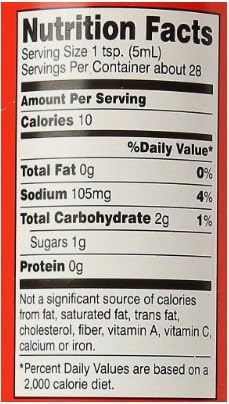 Nutrition Facts
Serving Size 1 tsp. (5mL)
Servings Per Container about 28
Amount Per Serving
Calories 10
%Daily Value*
Total Fat 0g 0%
Sodium 105mg 4%
Total Carbohydrate 2g 1%
Sugars 1g
Protein 0g
Not a significant source of calories
from fat, saturated fat, trans fat,
cholesterol, fiber, vitamin A, vitamin C,
calcium or iron.
*Percent Daily Values are based on a
2,000 calorie diet.